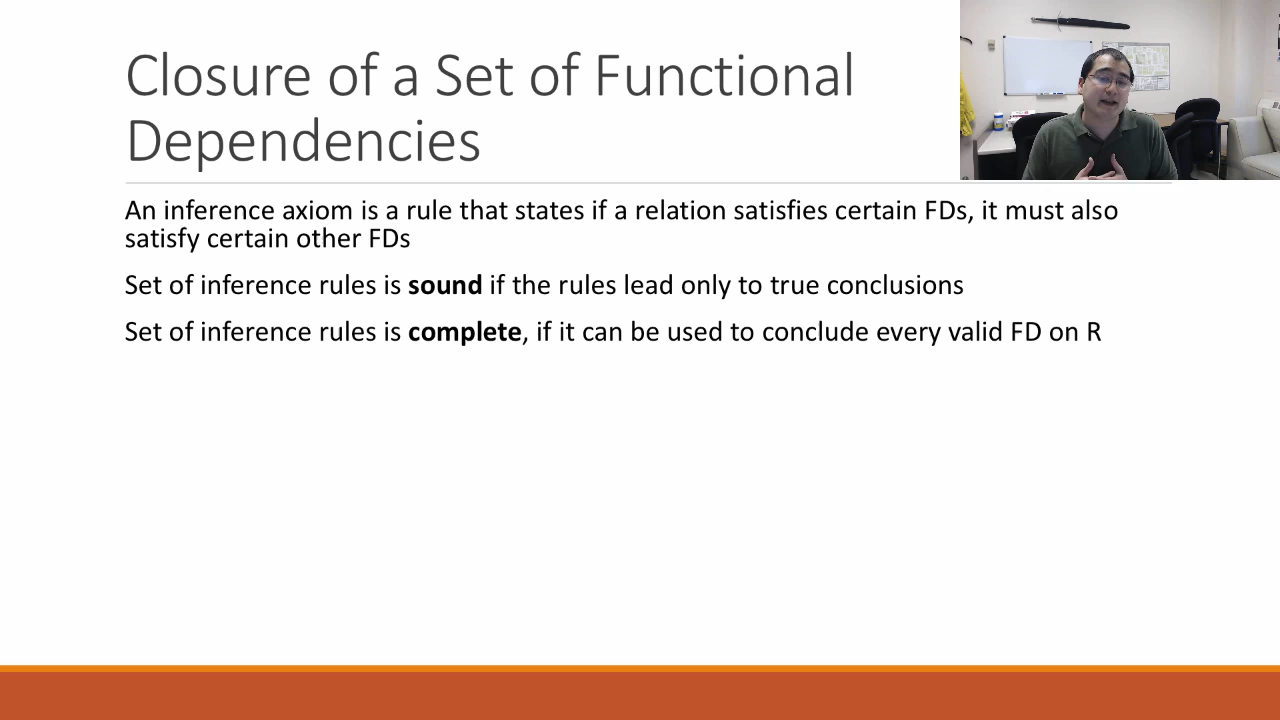 Closure of a Set of Functional
Dependencies
An inference axiom is a rule that states if a relation satisfies certain FDs, it must also
satisfy certain other FDs
Set of inference rules is sound if the rules lead only to true conclusions
Set of inference rules is complete, if it can be used to conclude every valid FD on R